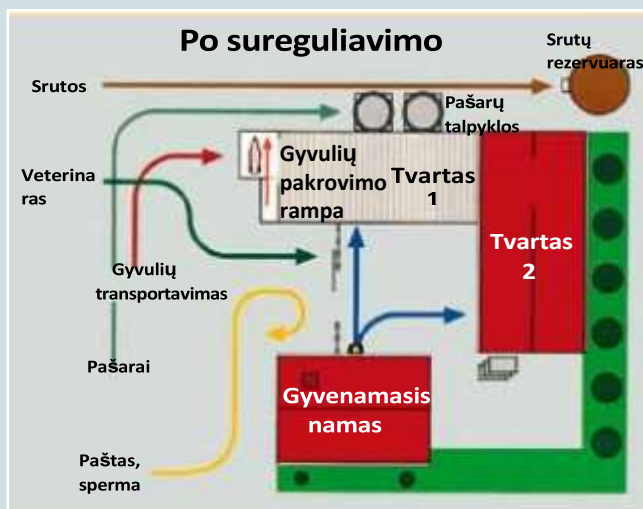 Po sureguliavimo
Srutų
rezervuaras
Srutos
Pašarų
talpyklos
Gyvulių
pakrovimo
rampa
Tvartas
1
Veterina
ras
Tvartas
2
Gyvulių
transportavimas
Pašarai
Gyvenamasis
namas
Paštas,
sperma